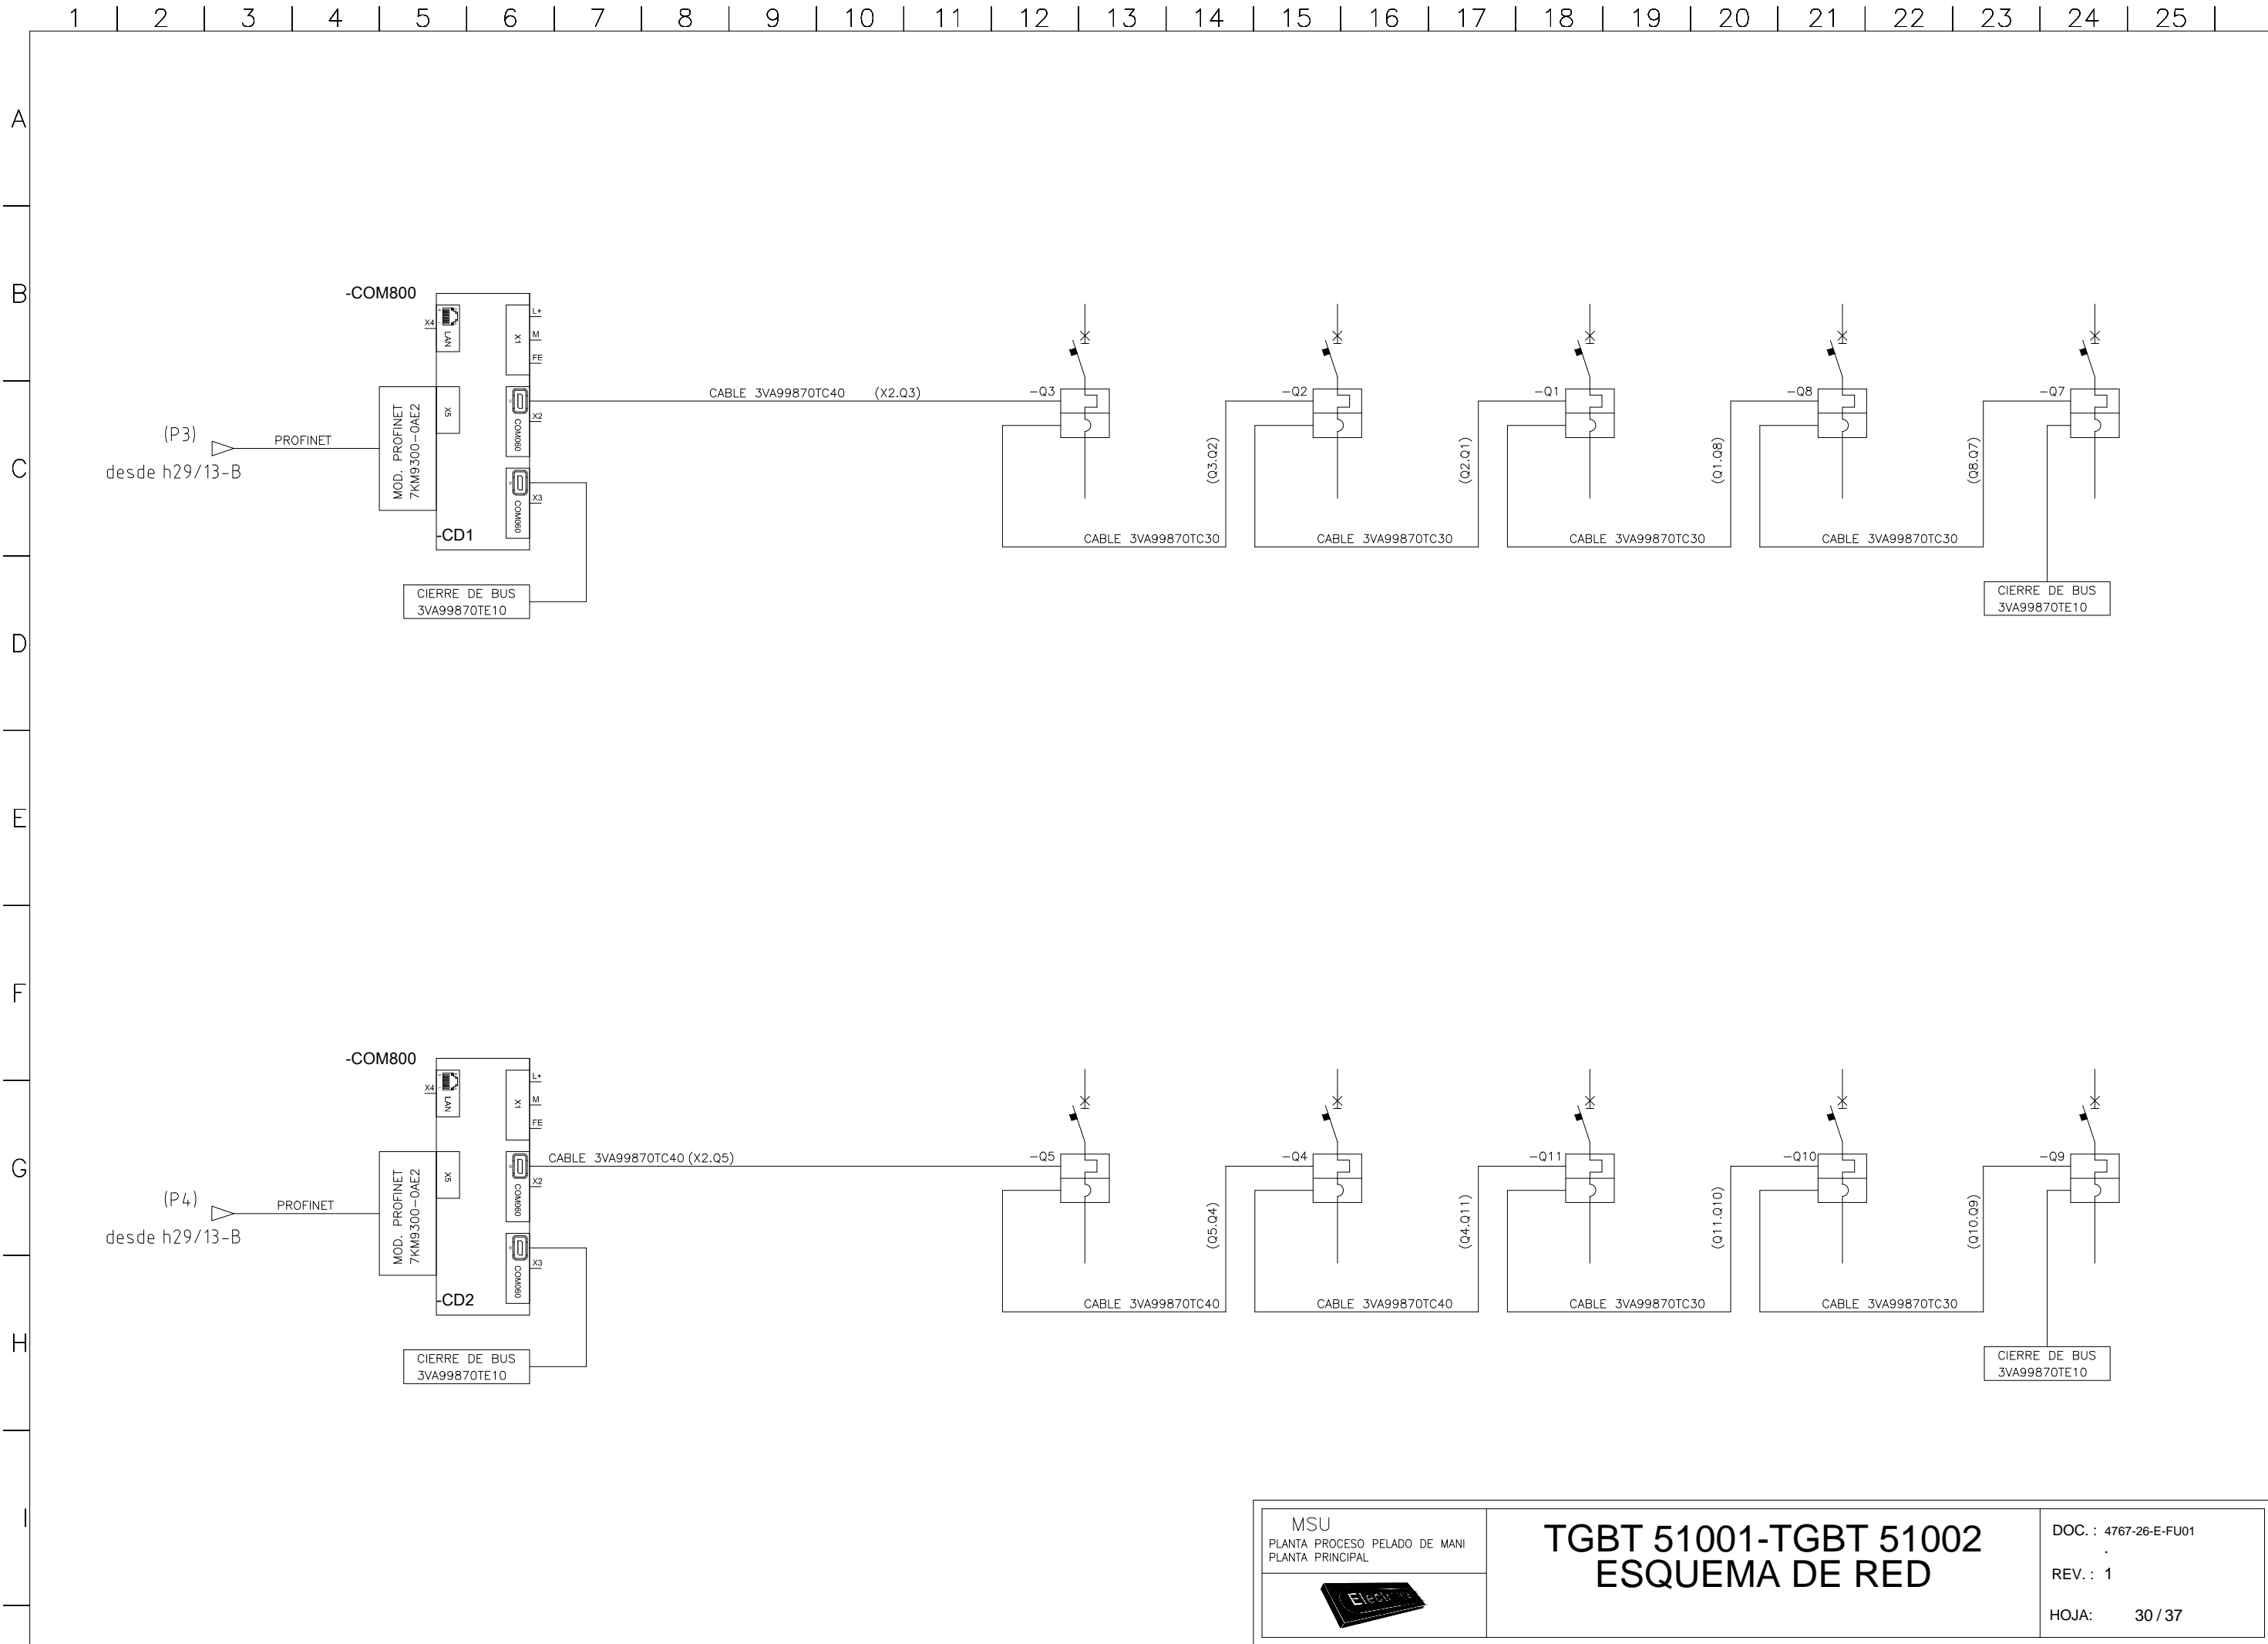 1 2 3 4 5 6 7 8 9 10 11 12 13 14 15 16 17 18 19 20 21 22 23 24 25
A
B
C
D
E
F
G
H
I
-COM800
X4
LAN
X1
L+
M
FE
MOD. PROFINET
7KM9300-0AE2
X5
COM060
X2
COM060
X3
-CD1
(P3)
desde h29/13-B
PROFINET
CIERRE DE BUS
3VA99870TE10
CABLE 3VA99870TC40 (X2.Q3)
-Q3
CABLE 3VA99870TC30
(Q3.Q2)
-Q2
CABLE 3VA99870TC30
(Q2.Q1)
-Q1
CABLE 3VA99870TC30
(Q1.Q8)
-Q8
CABLE 3VA99870TC30
(Q8.Q7)
-Q7
CIERRE DE BUS
3VA99870TE10
-COM800
X4
LAN
X1
L+
M
FE
MOD. PROFINET
7KM9300-0AE2
X5
COM060
X2
COM060
X3
-CD2
(P4)
desde h29/13-B
PROFINET
CIERRE DE BUS
3VA99870TE10
CABLE 3VA99870TC40 (X2.Q5)
-Q5
CABLE 3VA99870TC40
(Q5.Q4)
-Q4
CABLE 3VA99870TC40
(Q4.Q11)
-Q11
CABLE 3VA99870TC30
(Q11.Q10)
-Q10
CABLE 3VA99870TC30
(Q10.Q9)
-Q9
CIERRE DE BUS
3VA99870TE10
MSU
PLANTA PROCESO PELADO DE MANI
PLANTA PRINCIPAL
TGBT 51001-TGBT 51002
ESQUEMA DE RED
DOC. : 4767-26-E-FU01
.
REV. : 1
HOJA: 30 / 37